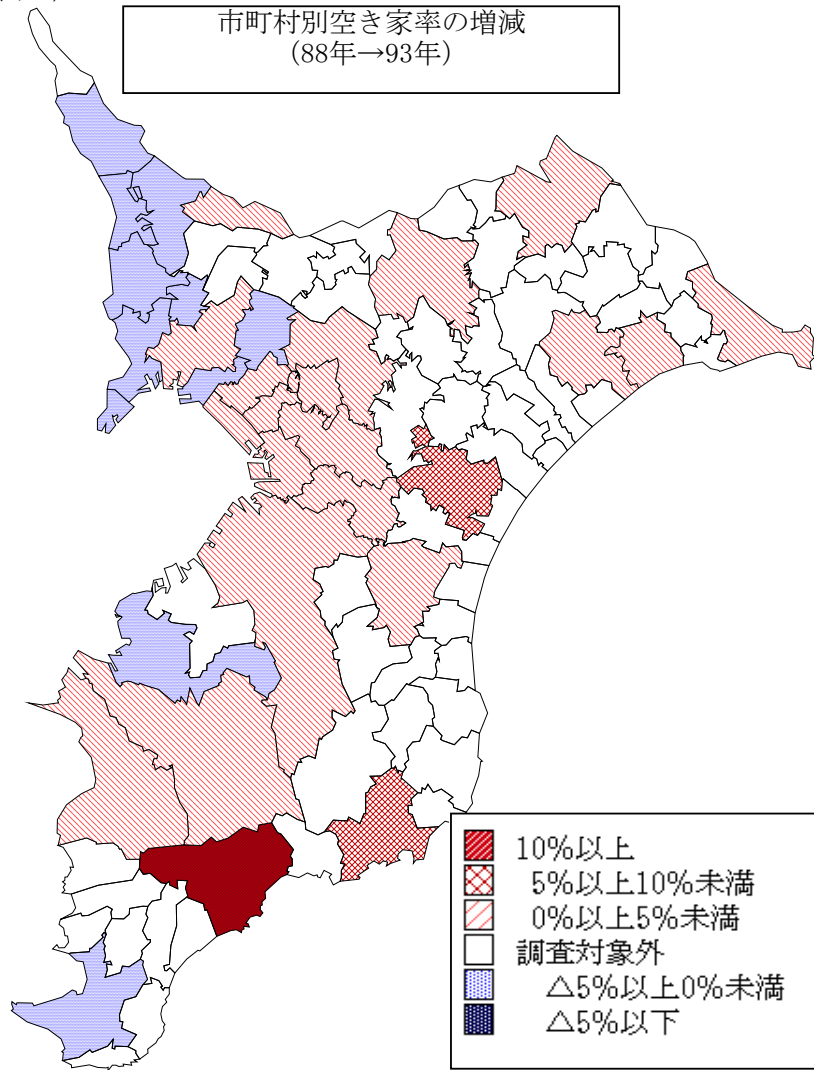 市町村別空き家率の増減
(88年→93年)
10%以上
5%以上10%未満
0%以上5%未満
調査対象外
△5%以上0%未満
△5%以下